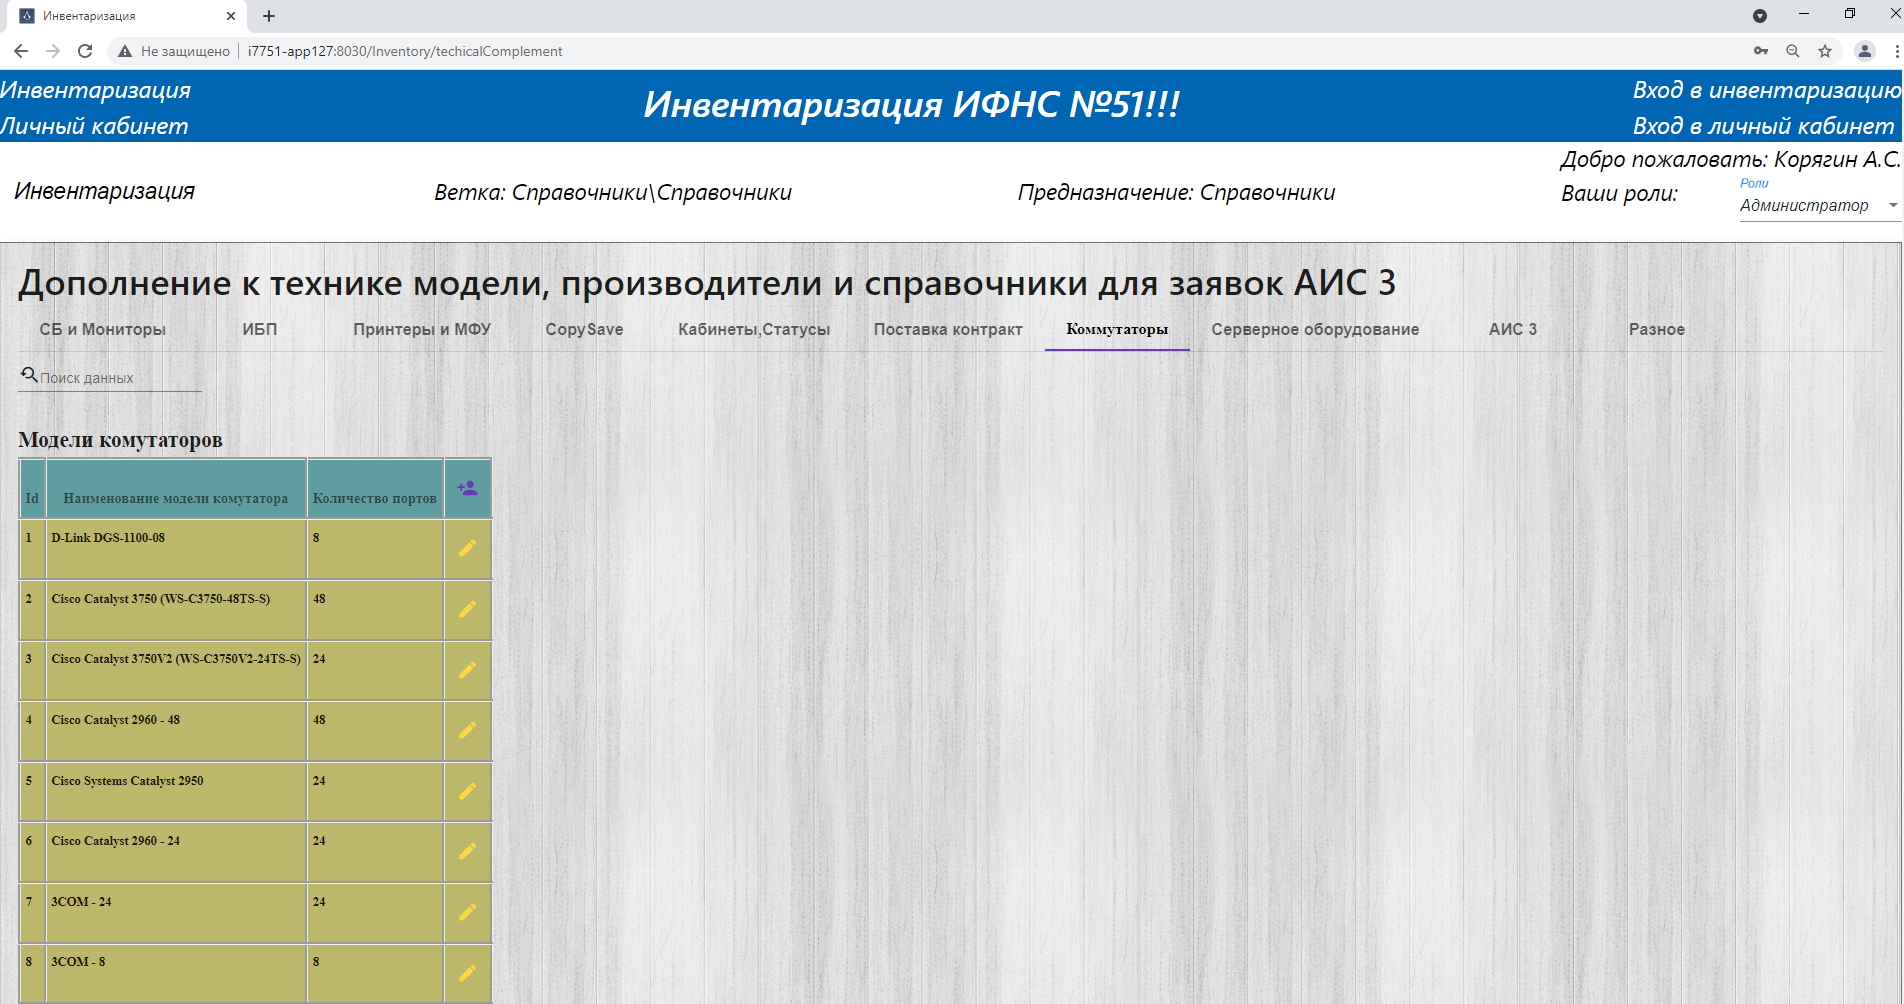 Инвентаризация
Не защищено i7751-app127:8030/Inventory/techicalComplement
Инвентаризация
Личный кабинет
Инвентаризация ИФНС №51!!!
Вход в инвентаризацию
Вход в личный кабинет
Добро пожаловать: Корягин А.С.
Инвентаризация
Ветка: Справочники\Справочники
Предназначение: Справочники
Ваши роли:
Роли
Администратор
Дополнение к технике модели, производители и справочники для заявок АИС 3
СБ и Мониторы ИБП Принтеры и МФУ CopySave Кабинеты,Статусы Поставка контракт Коммутаторы Серверное оборудование АИС 3 Разное
Поиск данных
Модели комутаторов
Id Наименование модели комутатора Количество портов
1 D-Link DGS-1100-08 8
2 Cisco Catalyst 3750 (WS-C3750-48TS-S) 48
3 Cisco Catalyst 3750V2 (WS-C3750V2-24TS-S) 24
4 Cisco Catalyst 2960 - 48 48
5 Cisco Systems Catalyst 2950 24
6 Cisco Catalyst 2960 - 24 24
7 3COM - 24 24
8 3COM - 8 8